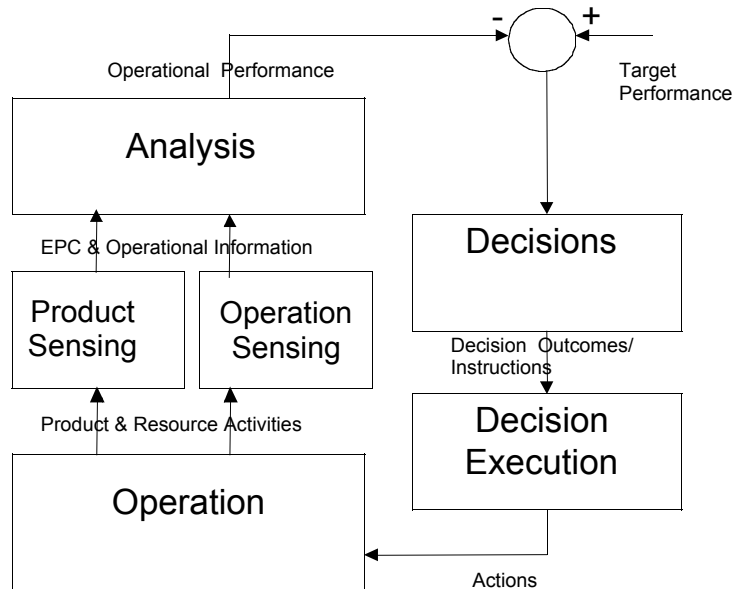 - +
Operational Performance
Target
Performance
Analysis
EPC & Operational Information
Decisions
Product
Sensing
Operation
Sensing
Decision Outcomes/
Instructions
Product & Resource Activities
Decision
Execution
Operation
Actions